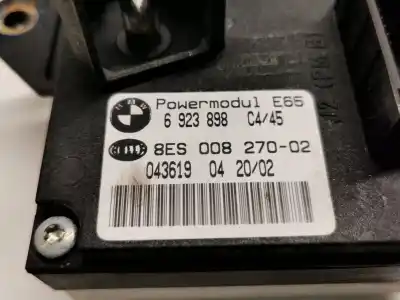 Powermodul E65
6 923 898 C4/45
8ES 008 270-02
043619 04 20/02